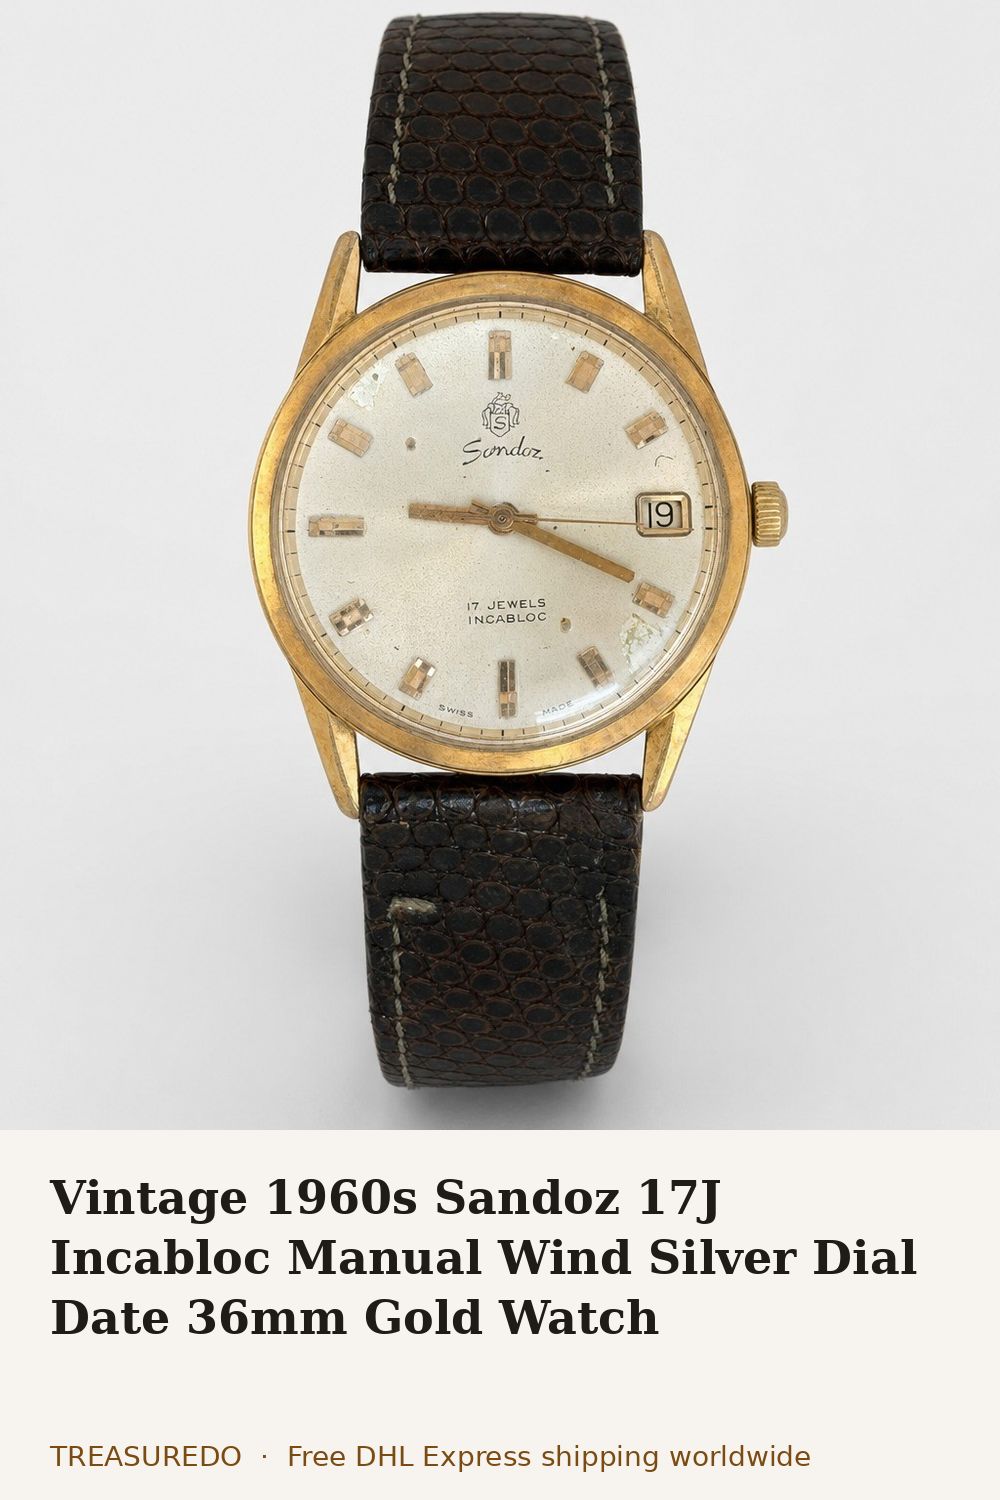 S
Sandoz
19
17 JEWELS
INCABLOC
SWISS MADE
Vintage 1960s Sandoz 17J
Incabloc Manual Wind Silver Dial
Date 36mm Gold Watch
TREASUREDO · Free DHL Express shipping worldwide